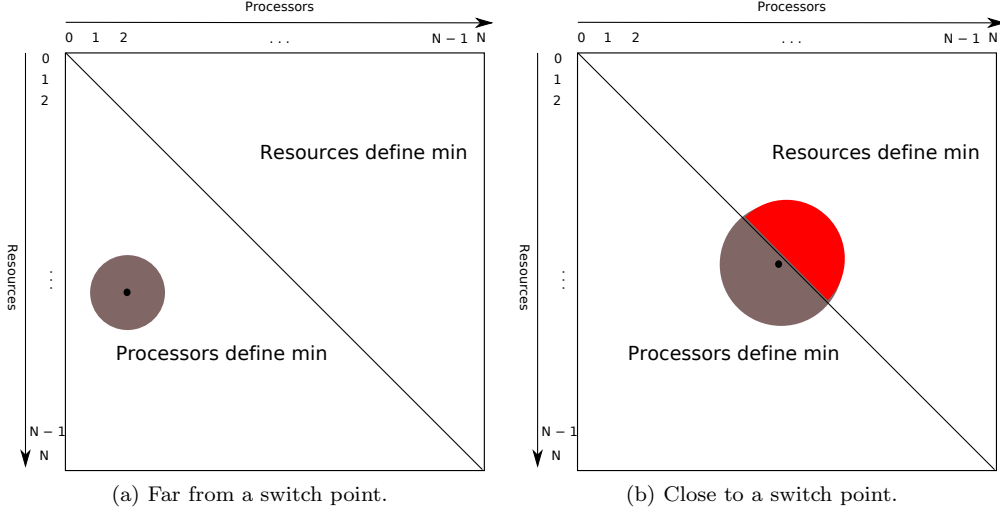 Processors
0 1 2 . . . N − 1 N
0
1
2
Resources define min
Resources
. . .
Processors define min
N − 1
N
(a) Far from a switch point.
Processors
0 1 2 . . . N − 1 N
0
1
2
Resources define min
Resources
. . .
Processors define min
N − 1
N
(b) Close to a switch point.